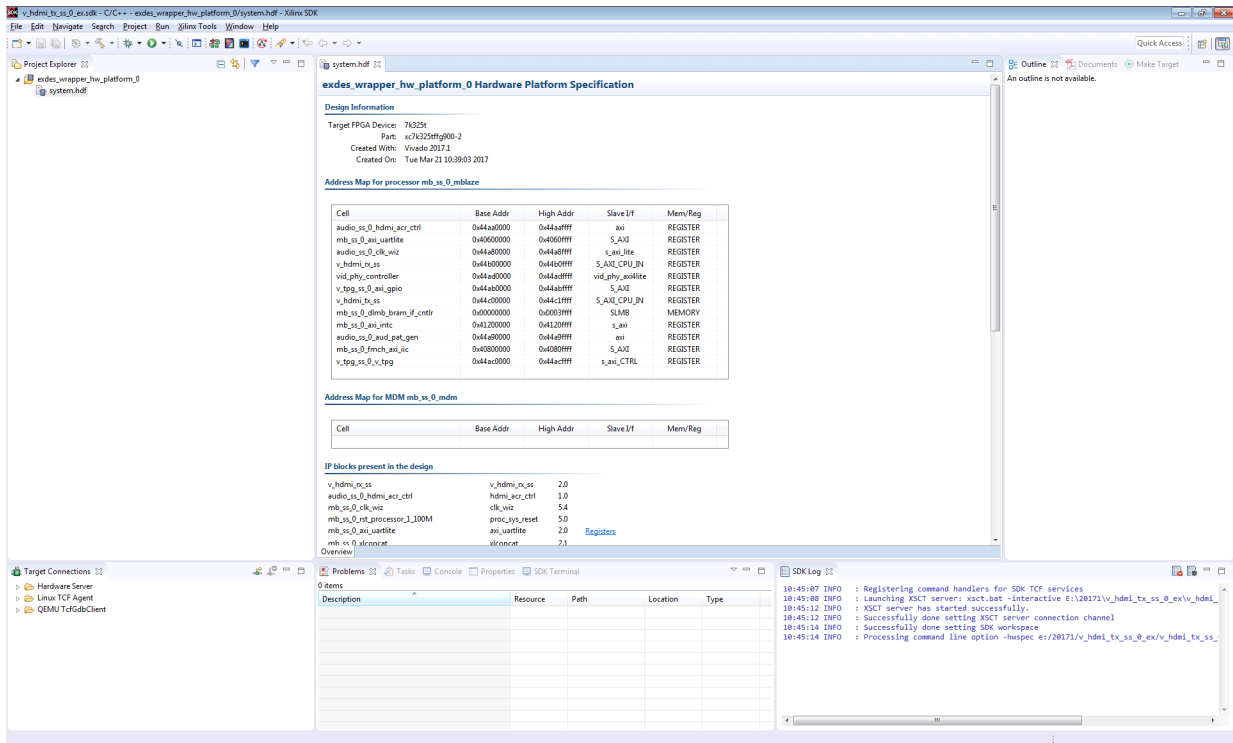 v_hdmi_tx_ss_0_ex.sdk - C/C++ - exdes_wrapper_hw_platform_0/system.hdf - Xilinx SDK
File Edit Navigate Search Project Run Xilinx Tools Window Help
Quick Access
Project Explorer
exdes_wrapper_hw_platform_0
system.hdf
system.hdf
exdes_wrapper_hw_platform_0 Hardware Platform Specification
Design Information
Target FPGA Device: 7k325t
Part: xc7k325tffg900-2
Created With: Vivado 2017.1
Created On: Tue Mar 21 10:39:03 2017
Address Map for processor mb_ss_0_mblaze
Cell Base Addr High Addr Slave I/f Mem/Reg
audio_ss_0_hdmi_acr_ctrl 0x44aa0000 0x44aaffff axi REGISTER
mb_ss_0_axi_uartlite 0x40600000 0x4060ffff S_AXI REGISTER
audio_ss_0_clk_wiz 0x44a80000 0x44a8ffff s_axi_lite REGISTER
v_hdmi_rx_ss 0x44b00000 0x44b0ffff S_AXI_CPU_IN REGISTER
vid_phy_controller 0x44ad0000 0x44adffff vid_phy_axi4lite REGISTER
v_tpg_ss_0_axi_gpio 0x44ab0000 0x44abffff S_AXI REGISTER
v_hdmi_tx_ss 0x44c00000 0x44c1ffff S_AXI_CPU_IN REGISTER
mb_ss_0_dlmb_bram_if_cntlr 0x00000000 0x0003ffff SLMB MEMORY
mb_ss_0_axi_intc 0x41200000 0x4120ffff s_axi REGISTER
audio_ss_0_aud_pat_gen 0x44a90000 0x44a9ffff axi REGISTER
mb_ss_0_fmch_axi_iic 0x40800000 0x4080ffff S_AXI REGISTER
v_tpg_ss_0_v_tpg 0x44ac0000 0x44acffff s_axi_CTRL REGISTER
Address Map for MDM mb_ss_0_mdm
Cell Base Addr High Addr Slave I/f Mem/Reg
IP blocks present in the design
v_hdmi_rx_ss v_hdmi_rx_ss 2.0
audio_ss_0_hdmi_acr_ctrl hdmi_acr_ctrl 1.0
mb_ss_0_clk_wiz clk_wiz 5.4
mb_ss_0_rst_processor_1_100M proc_sys_reset 5.0
mb_ss_0_axi_uartlite axi_uartlite 2.0 Registers
mb_ss_0_xlconcat xlconcat 2.1
Overview
Outline Documents Make Target
An outline is not available.
Target Connections
Hardware Server
Linux TCF Agent
QEMU TcfGdbClient
Problems Tasks Console Properties SDK Terminal
0 items
Description Resource Path Location Type
SDK Log
10:45:07 INFO : Registering command handlers for SDK TCF services
10:45:08 INFO : Launching XSCT server: xsct.bat -interactive E:\20171\v_hdmi_tx_ss_0_ex\v_hdmi_
10:45:12 INFO : XSCT server has started successfully.
10:45:12 INFO : Successfully done setting XSCT server connection channel
10:45:14 INFO : Successfully done setting SDK workspace
10:45:14 INFO : Processing command line option -hwspec e:/20171/v_hdmi_tx_ss_0_ex/v_hdmi_tx_ss_